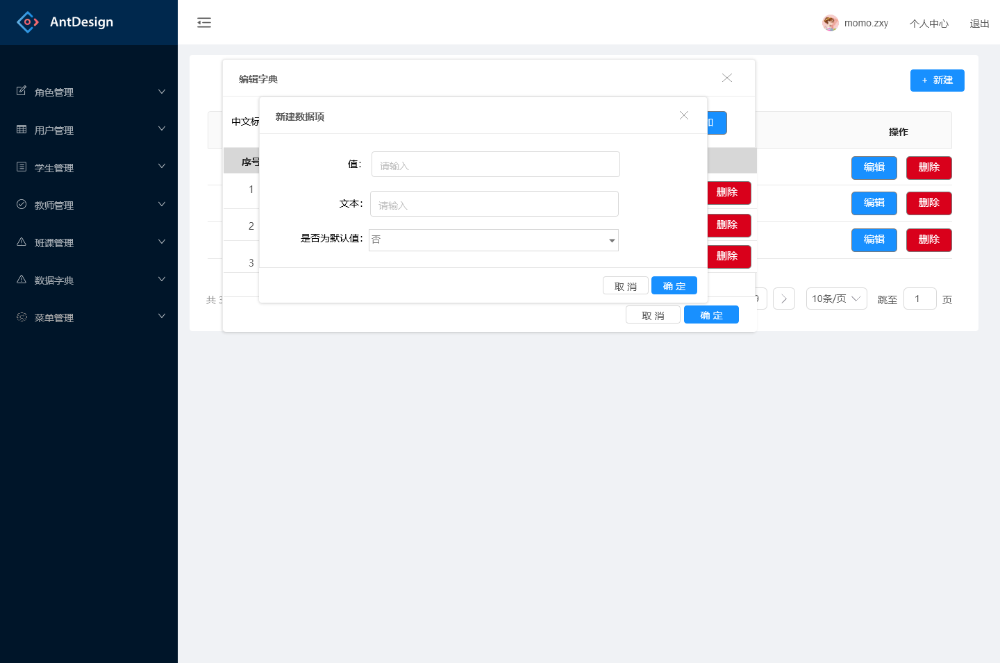 AntDesign
momo.zxy 个人中心 退出
角色管理
用户管理
学生管理
教师管理
班课管理
数据字典
菜单管理
+ 新建
操作
编辑 删除
编辑 删除
编辑 删除
共 3
10条/页 跳至 1 页
编辑字典
中文标
序号
1 删除
2 删除
3 删除
取 消 确 定
新建数据项
值： 请输入
文本： 请输入
是否为默认值： 否
取 消 确 定